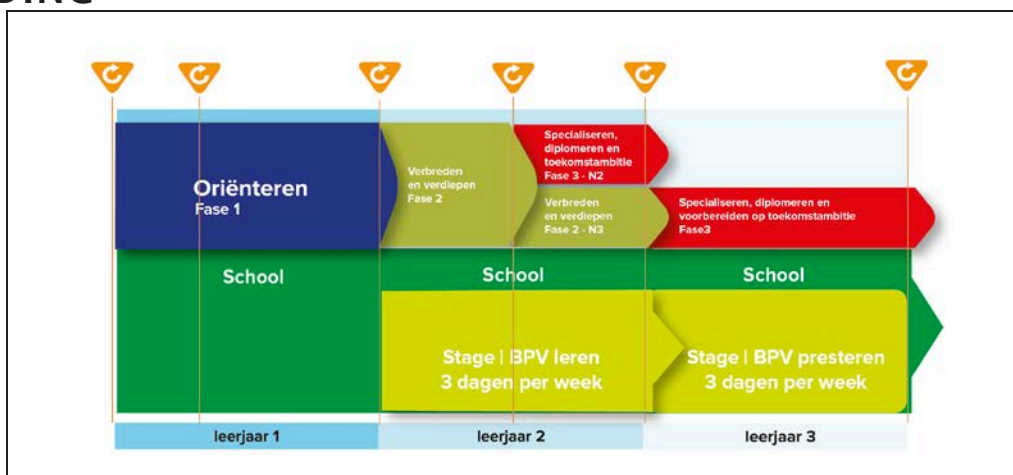 Oriënteren
Fase 1
Verbreden
en verdiepen
Fase 2
Specialiseren,
diplomeren en
toekomstambitie
Fase 3 - N2
Verbreden
en verdiepen
Fase 2 - N3
Specialiseren, diplomeren en
voorbereiden op toekomstambitie
Fase3
School
School
School
Stage | BPV leren
3 dagen per week
Stage | BPV presteren
3 dagen per week
leerjaar 1
leerjaar 2
leerjaar 3